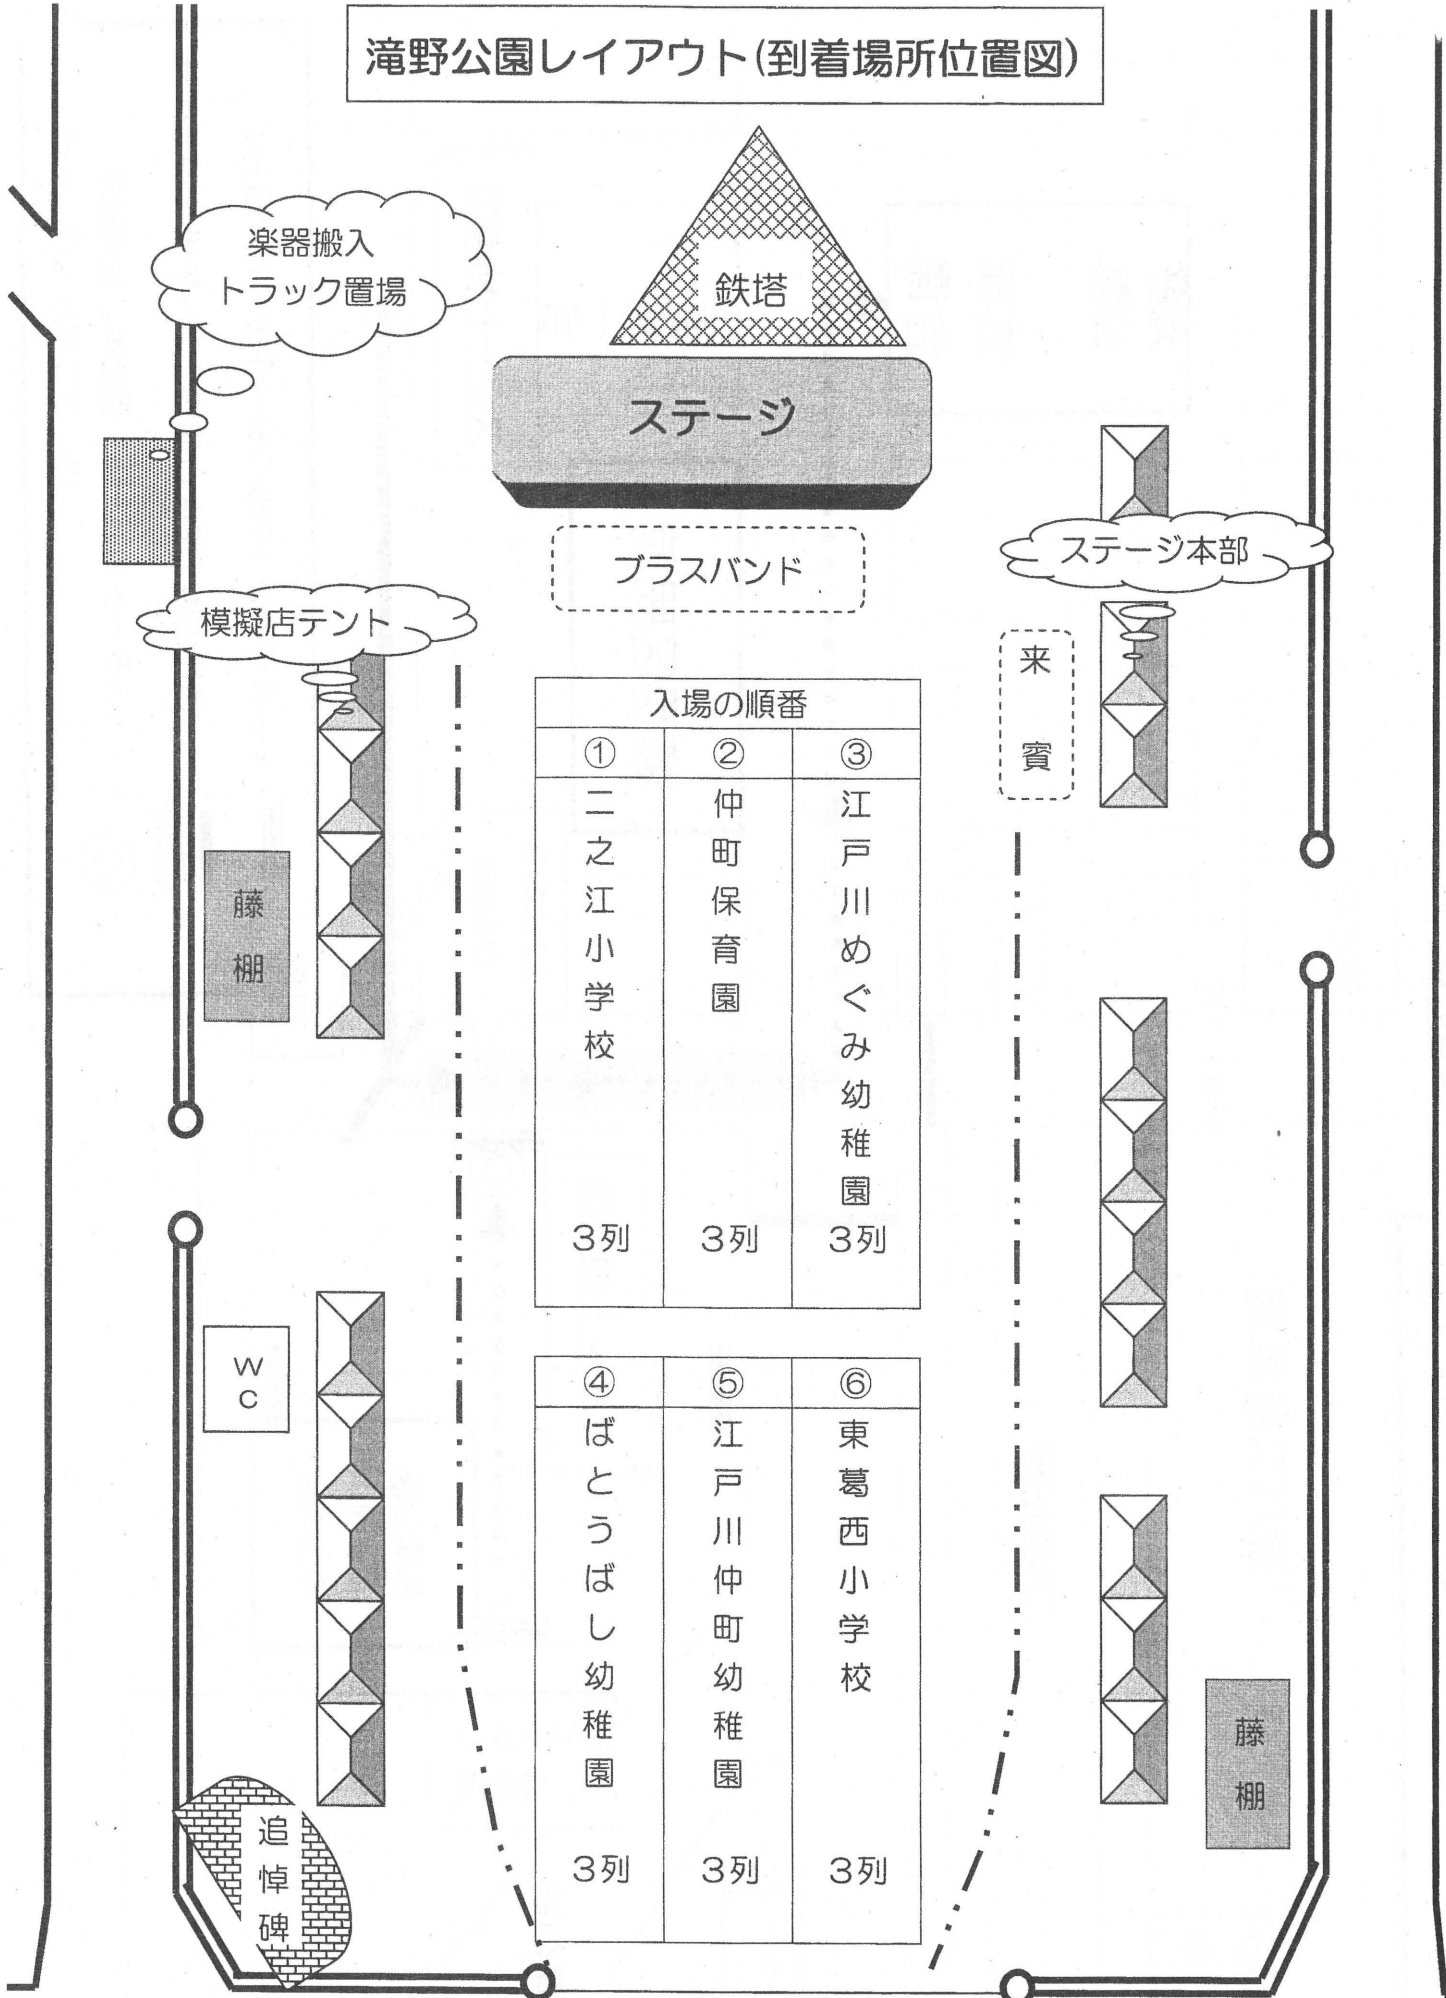 滝野公園レイアウト(到着場所位置図)
楽器搬入
トラック置場
鉄塔
ステージ
ブラスバンド
ステージ本部
模擬店テント
来賓
入場の順番
① ② ③
二之江小学校
3列
仲町保育園
3列
江戸川めぐみ幼稚園
3列
藤棚
WC
④ ⑤ ⑥
ばとうばし幼稚園
3列
江戸川仲町幼稚園
3列
東葛西小学校
3列
藤棚
追悼碑